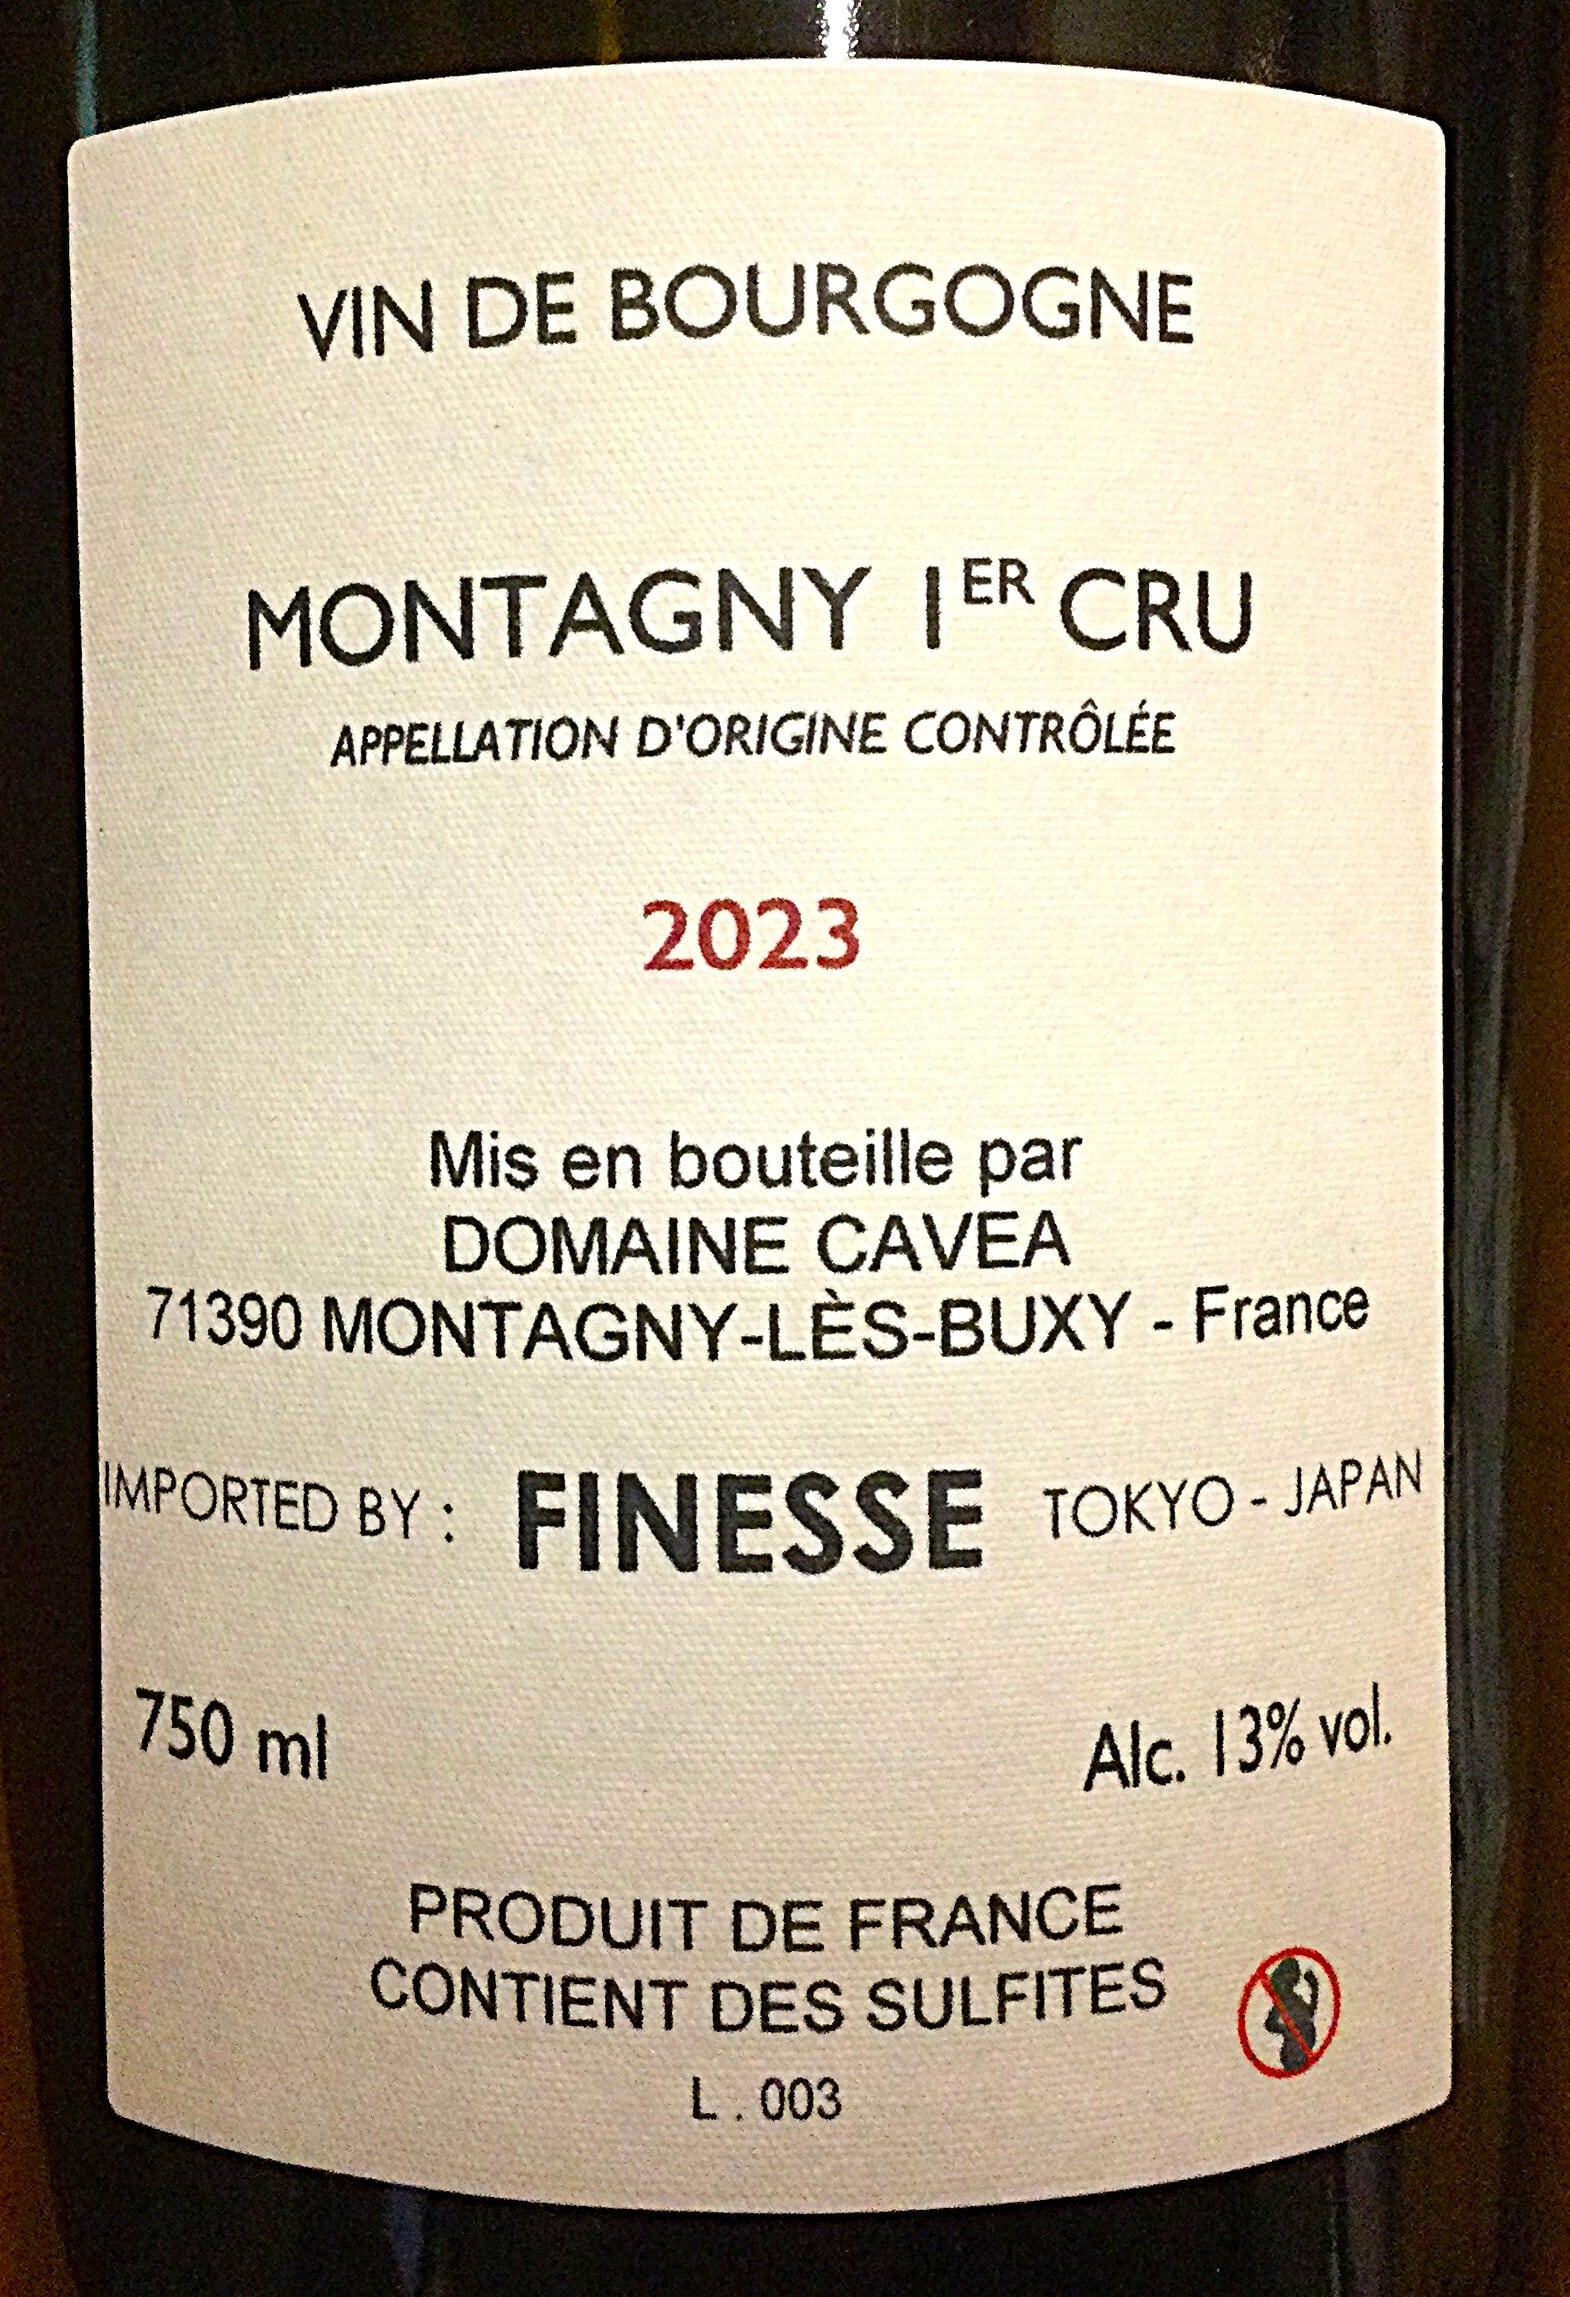 VIN DE BOURGOGNE
MONTAGNY 1ER CRU
APPELLATION D'ORIGINE CONTRÔLÉE
2023
Mis en bouteille par
DOMAINE CAVEA
71390 MONTAGNY-LÈS-BUXY - France
IMPORTED BY : FINESSE TOKYO - JAPAN
750 ml Alc. 13% vol.
PRODUIT DE FRANCE
CONTIENT DES SULFITES
L . 003